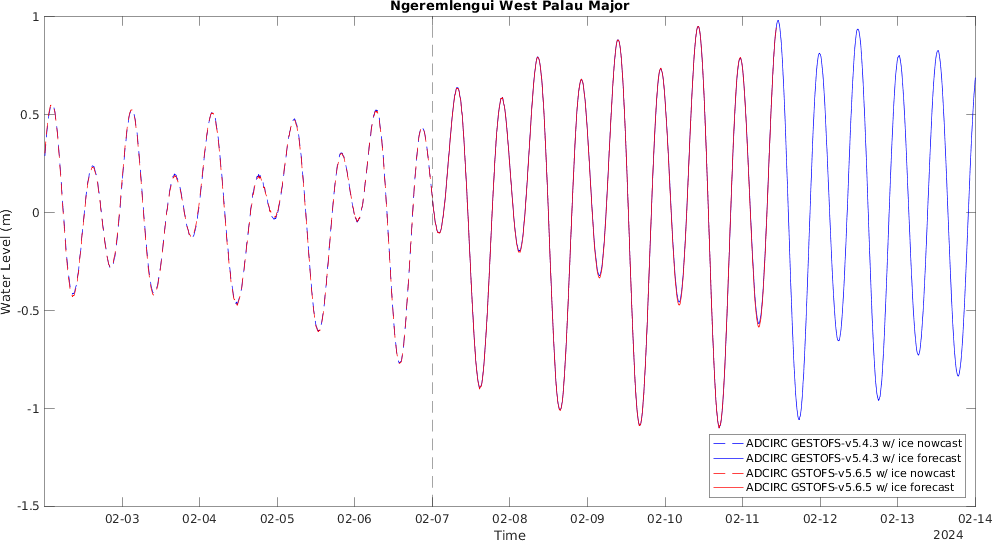 Ngeremlengui West Palau Major
1
0.5
0
-0.5
-1
-1.5
Water Level (m)
02-03 02-04 02-05 02-06 02-07 02-08 02-09 02-10 02-11 02-12 02-13 02-14
Time
2024
ADCIRC GESTOFS-v5.4.3 w/ ice nowcast
ADCIRC GESTOFS-v5.4.3 w/ ice forecast
ADCIRC GSTOFS-v5.6.5 w/ ice nowcast
ADCIRC GSTOFS-v5.6.5 w/ ice forecast